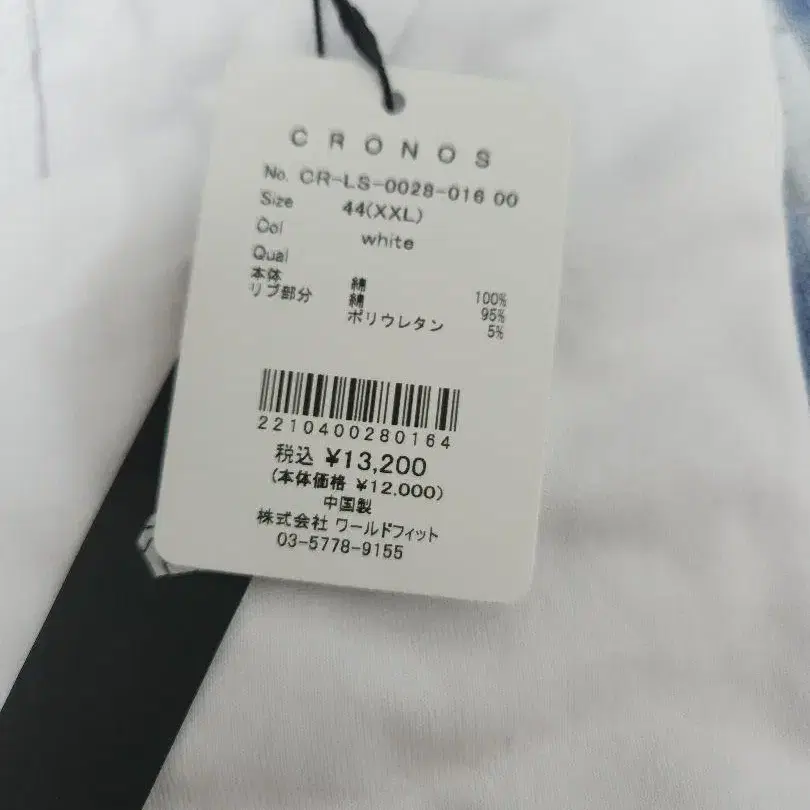 CRONOS
No. CR-LS-0028-016 00
Size 44(XXL)
Col white
Qual
本体 綿 100%
リブ部分 綿 95%
ポリウレタン 5%
2210400280164
税込 ¥13,200
(本体価格 ¥12,000)
中国製
株式会社 ワールドフィット
03-5778-9155